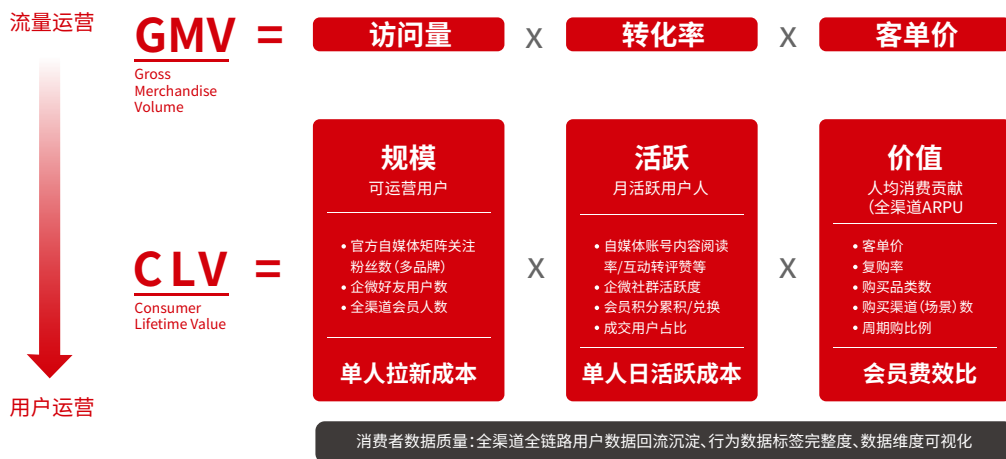 流量运营
GMV = 访问量 x 转化率 x 客单价
Gross
Merchandise
Volume
规模
可运营用户
• 官方自媒体矩阵关注
粉丝数(多品牌)
• 企微好友用户数
• 全渠道会员人数
单人拉新成本
活跃
月活跃用户人
• 自媒体账号内容阅读
率/互动转评赞等
• 企微社群活跃度
• 会员积分累积/兑换
• 成交用户占比
单人日活跃成本
价值
人均消费贡献
(全渠道ARPU
• 客单价
• 复购率
• 购买品类数
• 购买渠道(场景)数
• 周期购比例
会员费效比
CLV = x x
Consumer
Lifetime Value
用户运营
消费者数据质量:全渠道全链路用户数据回流沉淀、行为数据标签完整度、数据维度可视化